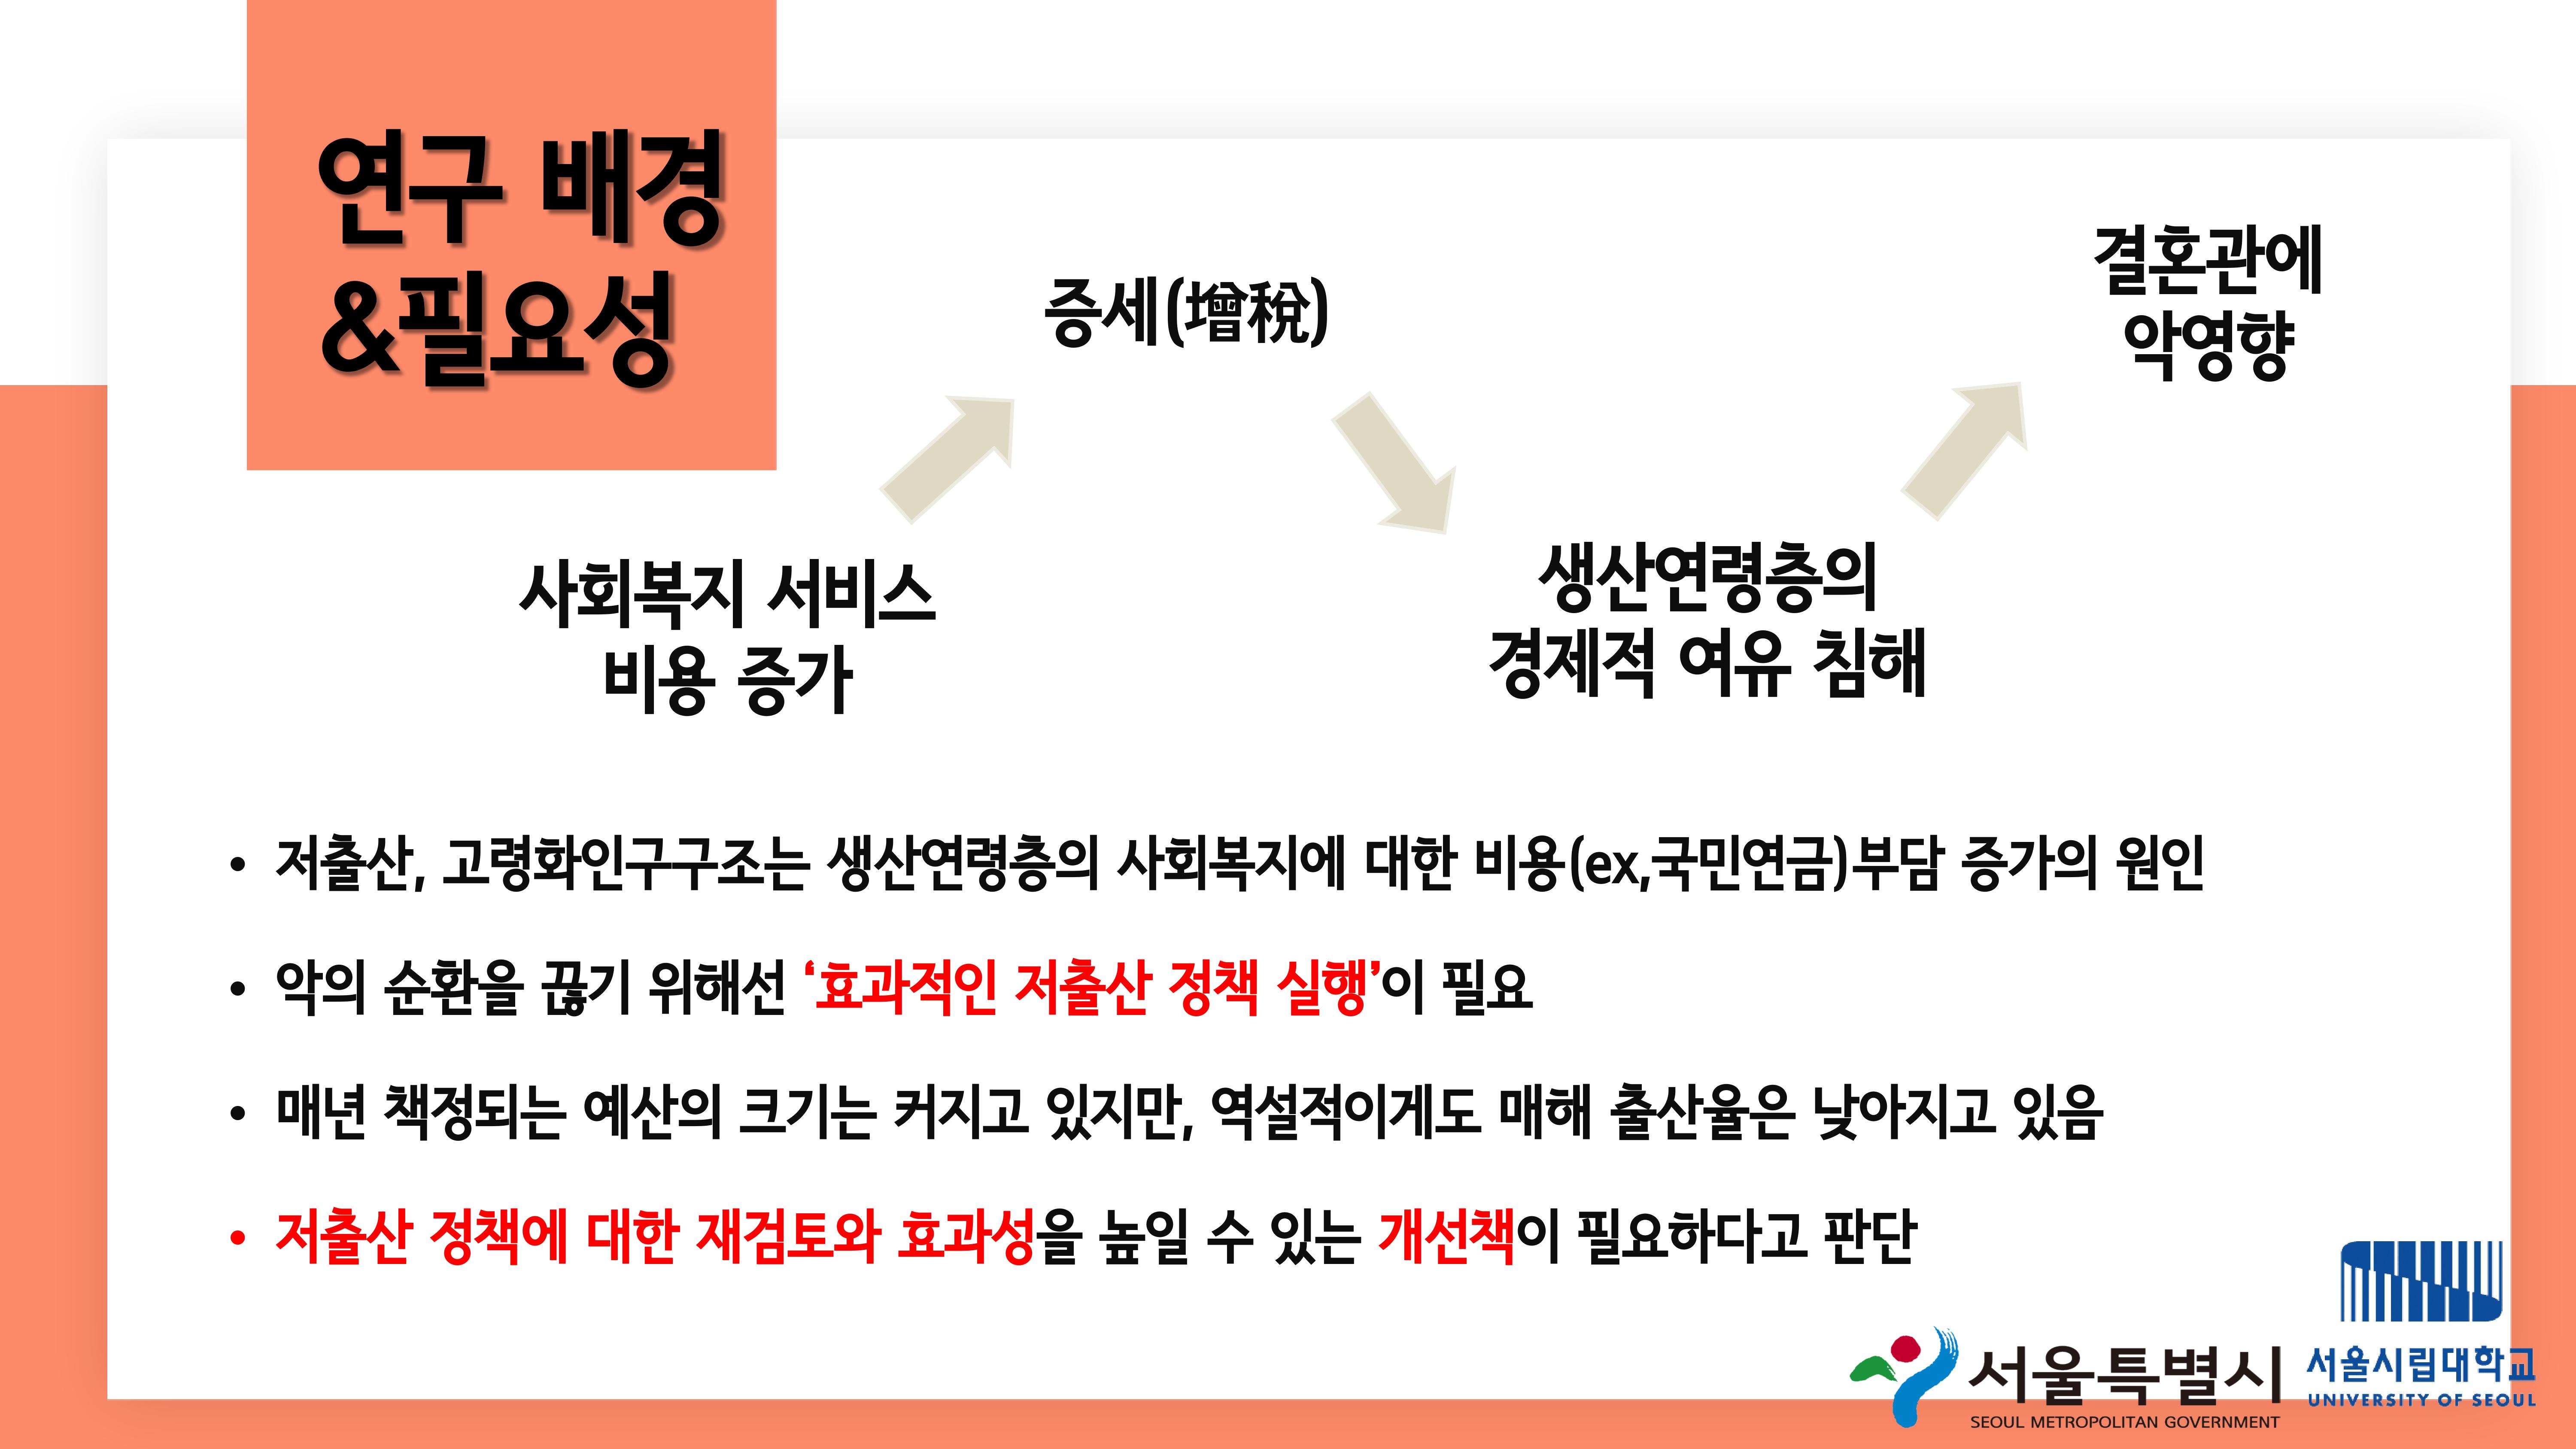 연구 배경
&필요성
증세(增稅)
결혼관에
악영향
사회복지 서비스
비용 증가
생산연령층의
경제적 여유 침해
• 저출산, 고령화인구구조는 생산연령층의 사회복지에 대한 비용(ex,국민연금)부담 증가의 원인
• 악의 순환을 끊기 위해선 ‘효과적인 저출산 정책 실행’이 필요
• 매년 책정되는 예산의 크기는 커지고 있지만, 역설적이게도 매해 출산율은 낮아지고 있음
• 저출산 정책에 대한 재검토와 효과성을 높일 수 있는 개선책이 필요하다고 판단
서울특별시
SEOUL METROPOLITAN GOVERNMENT
서울시립대학교
UNIVERSITY OF SEOUL